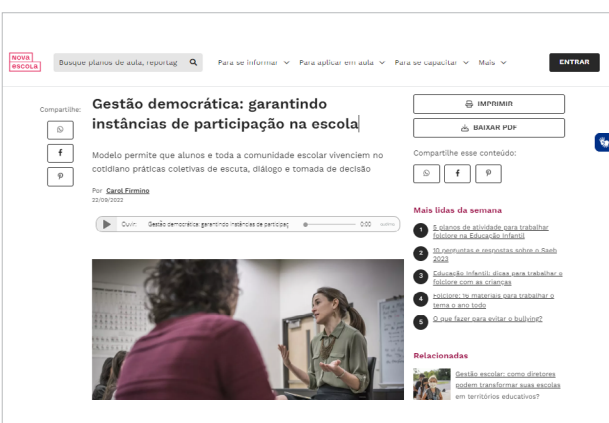 nova
escola
Busque planos de aula, reportag
Para se informar
Para aplicar em aula
Para se capacitar
Mais
ENTRAR
Compartilhe:
Gestão democrática: garantindo
instâncias de participação na escola
Modelo permite que alunos e toda a comunidade escolar vivenciem no
cotidiano práticas coletivas de escuta, diálogo e tomada de decisão
Por Carol Firmino
22/09/2022
Ouvir: Gestão democrática: garantindo instâncias de participaç 0:00
IMPRIMIR
BAIXAR PDF
Compartilhe esse conteúdo:
Mais lidas da semana
1 5 planos de atividade para trabalhar
folclore na Educação Infantil
2 10 perguntas e respostas sobre o Saeb
2023
3 Educação Infantil: dicas para trabalhar o
folclore com as crianças
4 Folclore: 16 materiais para trabalhar o
tema o ano todo
5 O que fazer para evitar o bullying?
Relacionadas
Gestão escolar: como diretores
podem transformar suas escolas
em territórios educativos?